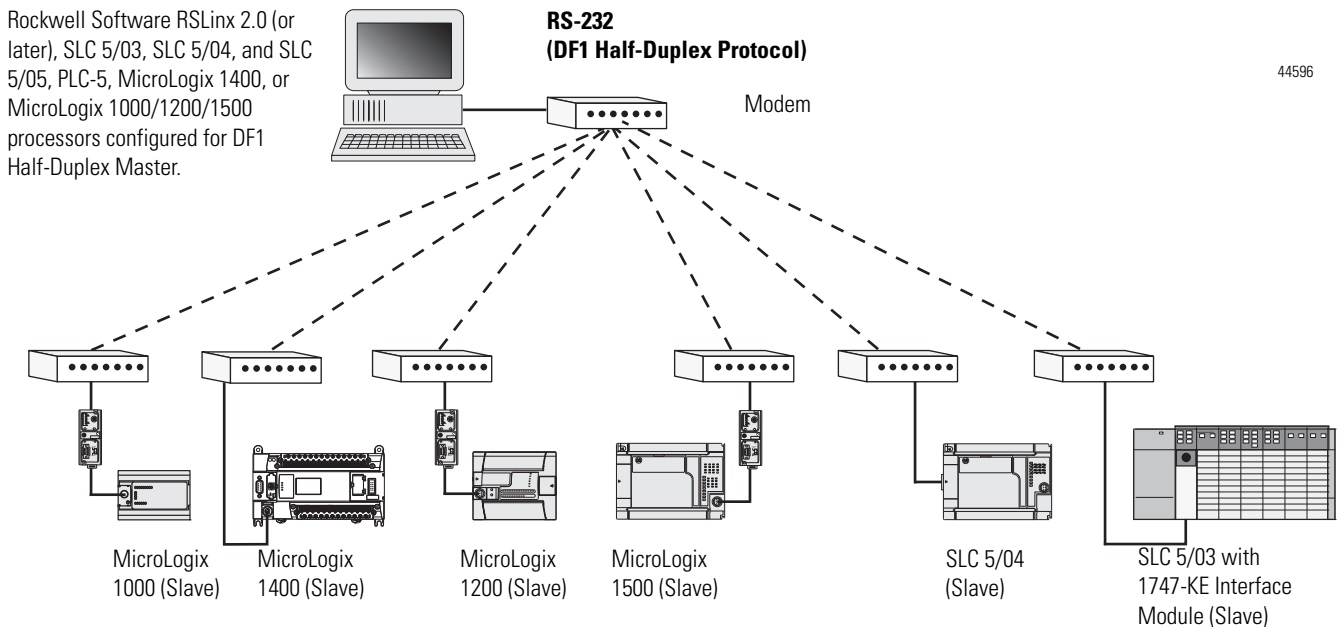 Rockwell Software RSLinx 2.0 (or
later), SLC 5/03, SLC 5/04, and SLC
5/05, PLC-5, MicroLogix 1400, or
MicroLogix 1000/1200/1500
processors configured for DF1
Half-Duplex Master.
RS-232
(DF1 Half-Duplex Protocol)
44596
Modem
MicroLogix
1000 (Slave)
MicroLogix
1400 (Slave)
MicroLogix
1200 (Slave)
MicroLogix
1500 (Slave)
SLC 5/04
(Slave)
SLC 5/03 with
1747-KE Interface
Module (Slave)